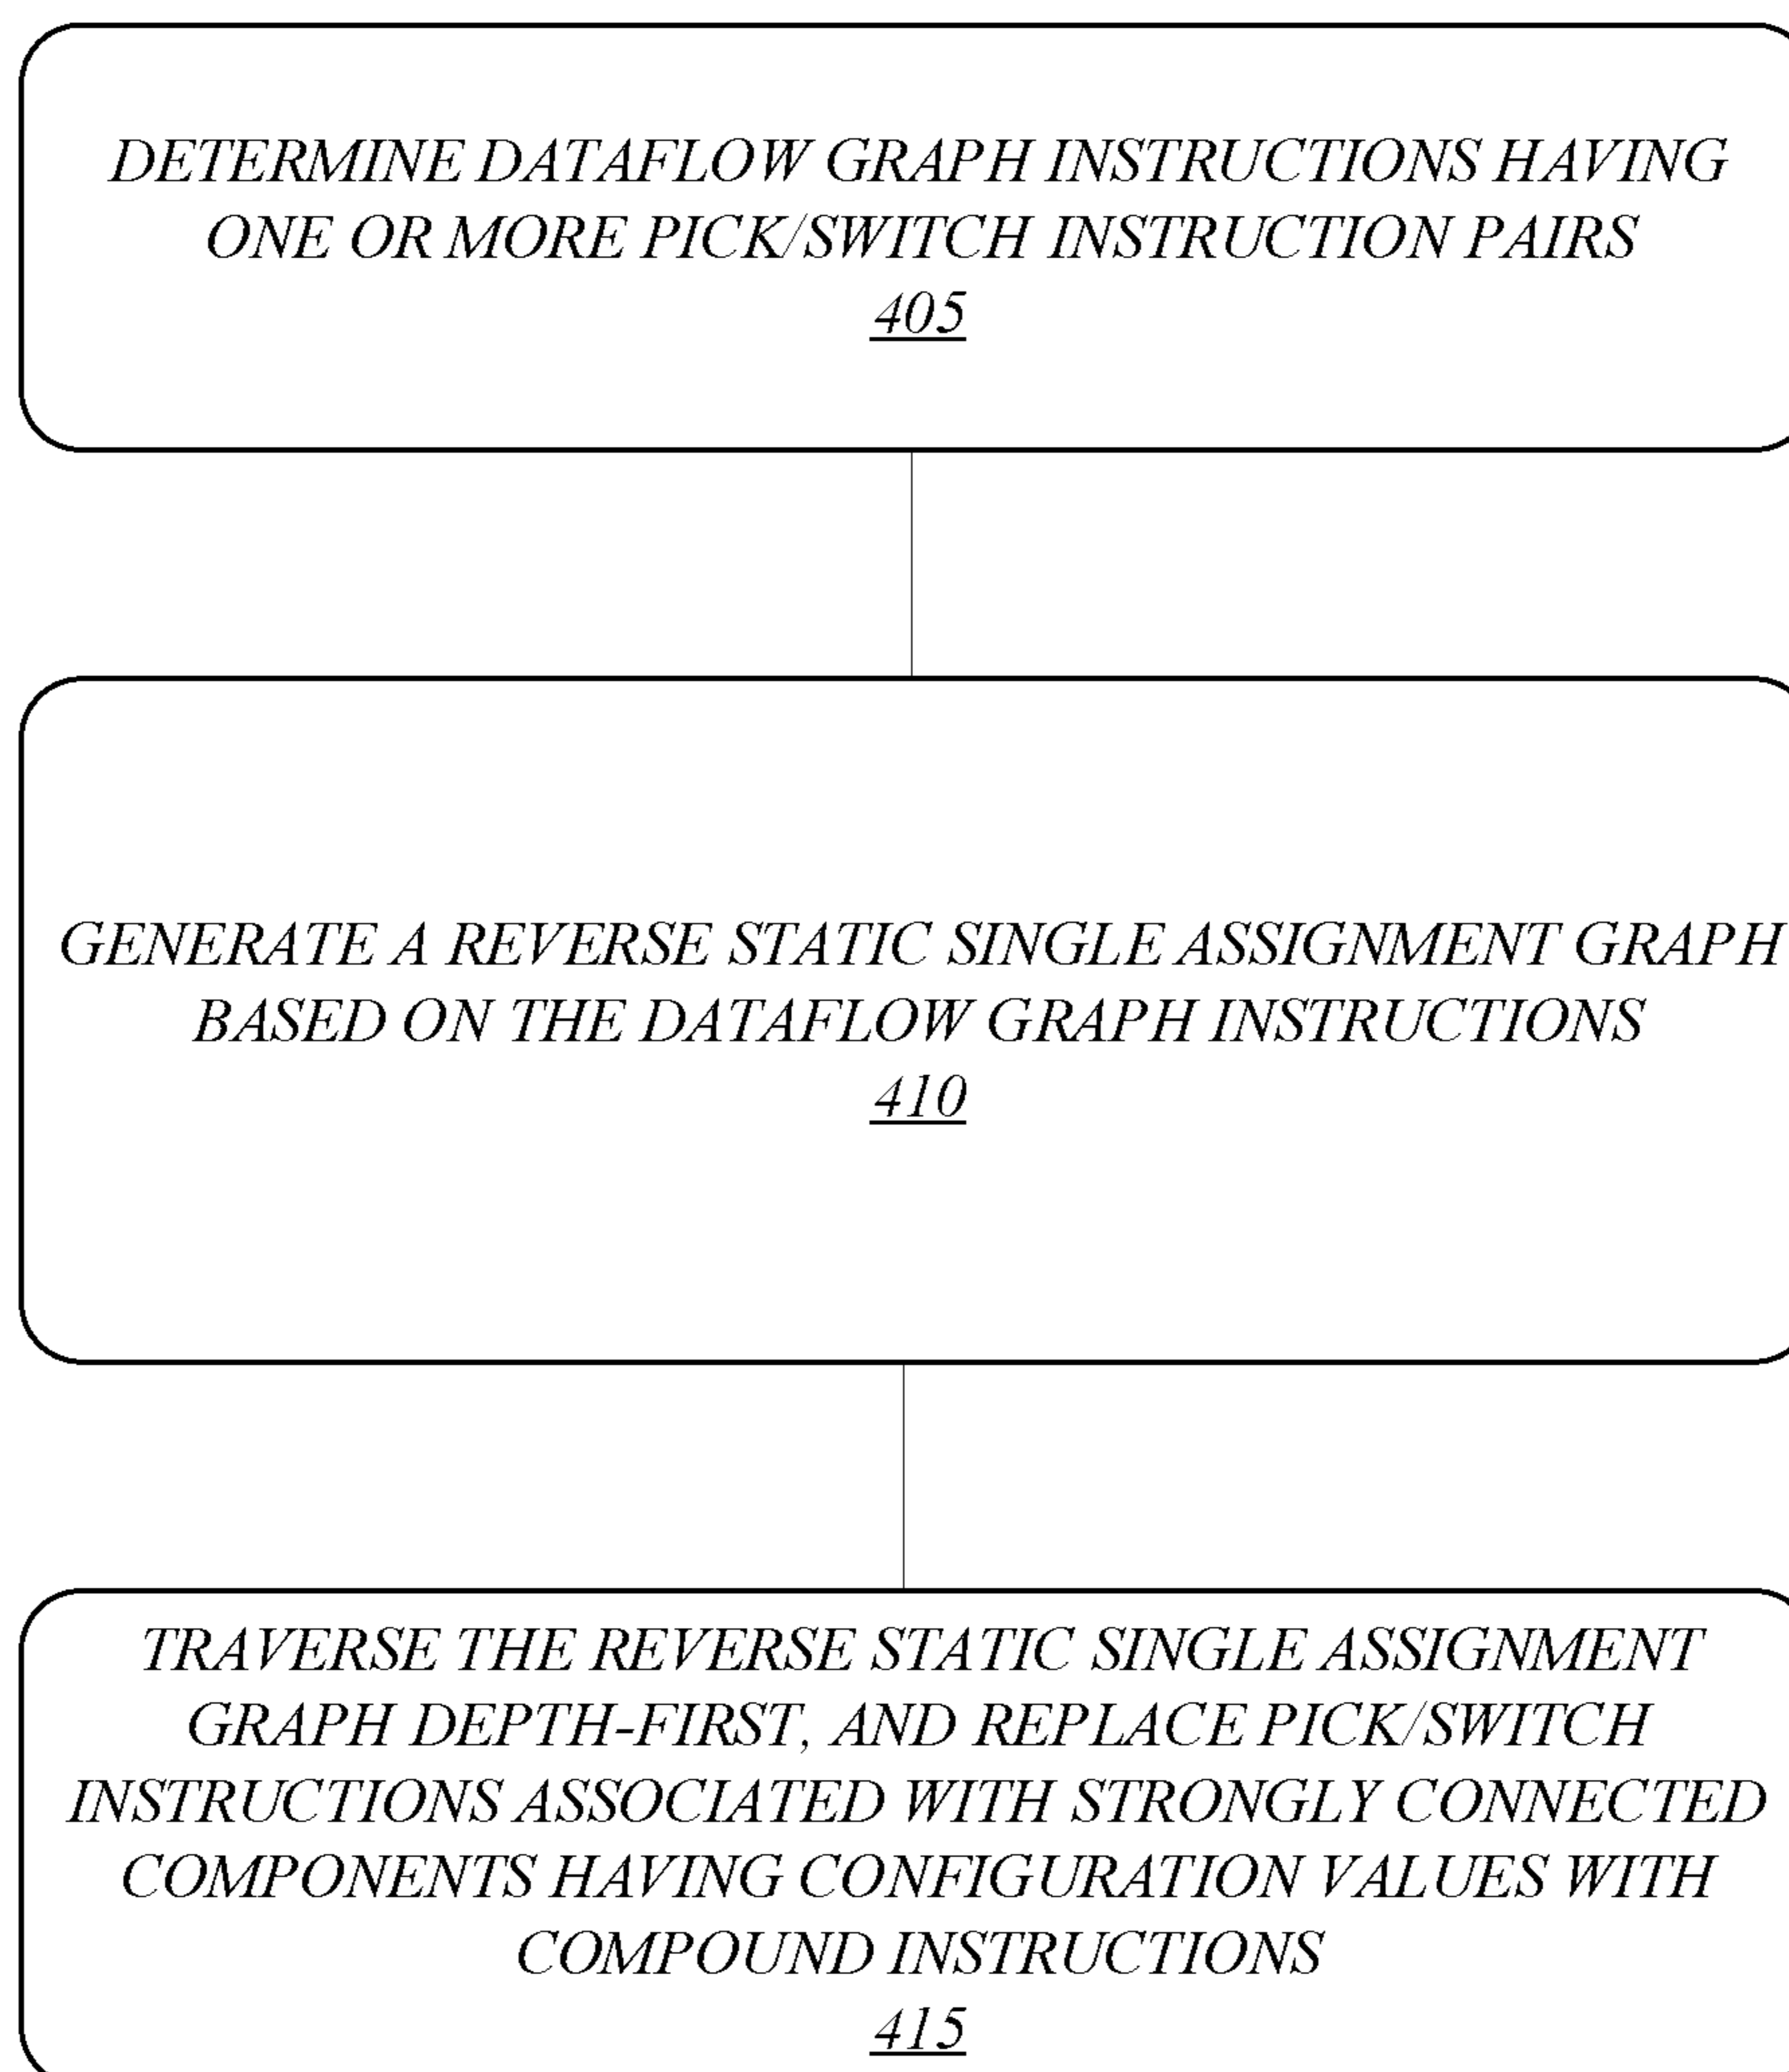 DETERMINE DATAFLOW GRAPH INSTRUCTIONS HAVING
ONE OR MORE PICK/SWITCH INSTRUCTION PAIRS
405
GENERATE A REVERSE STATIC SINGLE ASSIGNMENT GRAPH
BASED ON THE DATAFLOW GRAPH INSTRUCTIONS
410
TRAVERSE THE REVERSE STATIC SINGLE ASSIGNMENT
GRAPH DEPTH-FIRST, AND REPLACE PICK/SWITCH
INSTRUCTIONS ASSOCIATED WITH STRONGLY CONNECTED
COMPONENTS HAVING CONFIGURATION VALUES WITH
COMPOUND INSTRUCTIONS
415